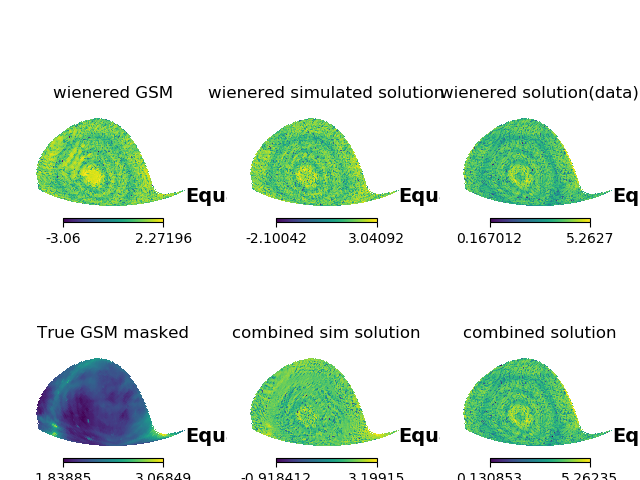 wienered GSM
wienered simulated solution
wienered solution(data)
Equ
Equ
Eq
-3.06 2.27196
-2.10042 3.04092
0.167012 5.2627
True GSM masked
combined sim solution
combined solution
Equ
Equ
Eq
1.83885 3.06849
-0.918412 3.19915
0.130853 5.26235